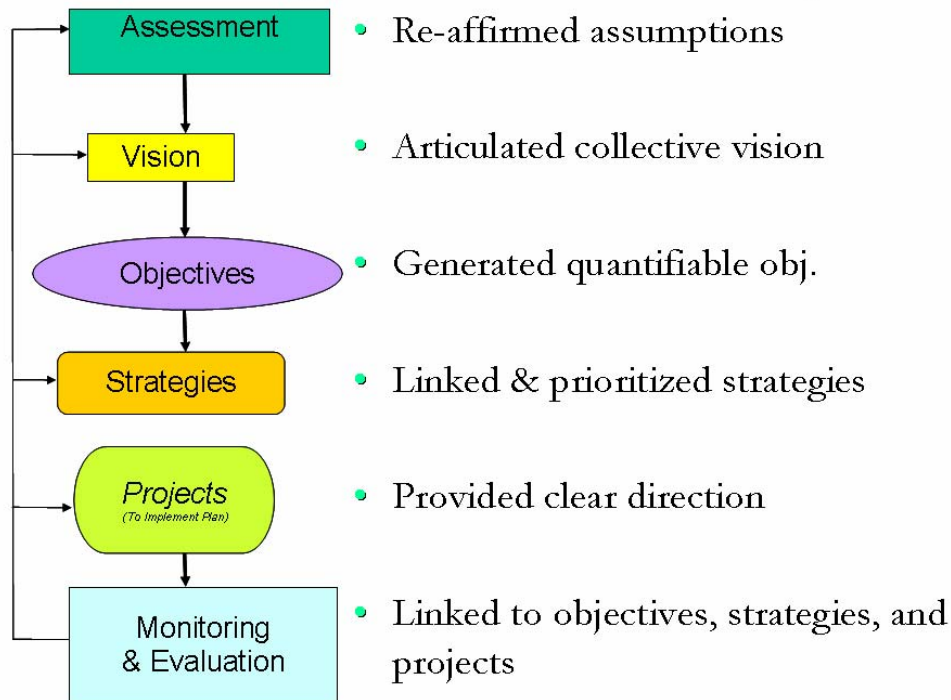 Assessment
• Re-affirmed assumptions
Vision
• Articulated collective vision
Objectives
• Generated quantifiable obj.
Strategies
• Linked & prioritized strategies
Projects
(To Implement Plan)
• Provided clear direction
Monitoring
& Evaluation
• Linked to objectives, strategies, and
projects